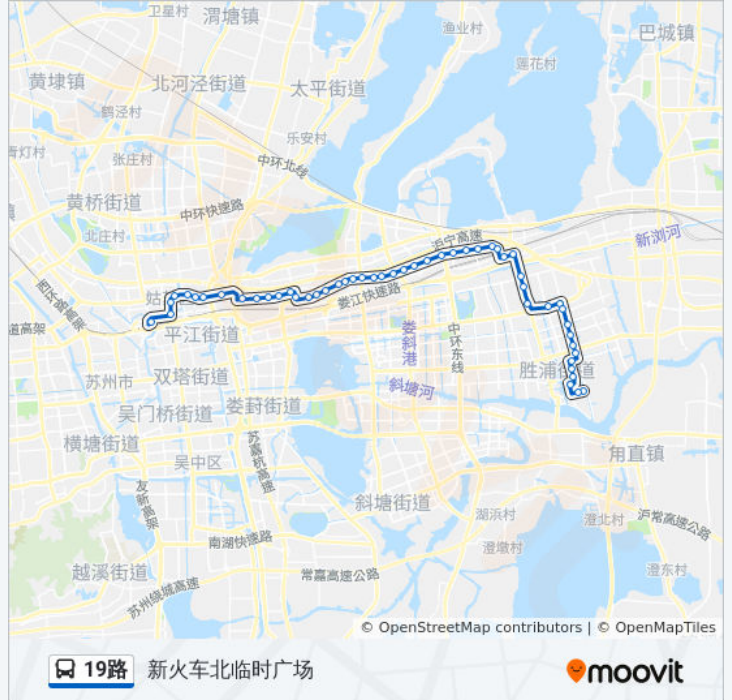 卫星村
渭塘镇
渔业村
巴城镇
莲花村
黄埭镇
北河泾街道
太平街道
鹤泾村
乐安村
青灯村
张庄村
中环北线
黄桥街道
中环快速路
北庄村
沪宁高速
新浏河
西环路高架
姑
娄江快速路
道高架
平江街道
娄斜港
中环东线
苏州市
双塔街道
胜浦街道
斜塘河
吴门桥街道
娄葑街道
横塘街道
苏嘉杭高速
吴中区
甪直镇
友新高架
斜塘街道
湖浜村
澄北村
沪常高速公路
南湖快速路
澄墩村
越溪街道
常嘉高速公路
澄东村
苏州绕城高速
© OpenStreetMap contributors | © OpenMapTiles
19路 新火车北临时广场
moovit